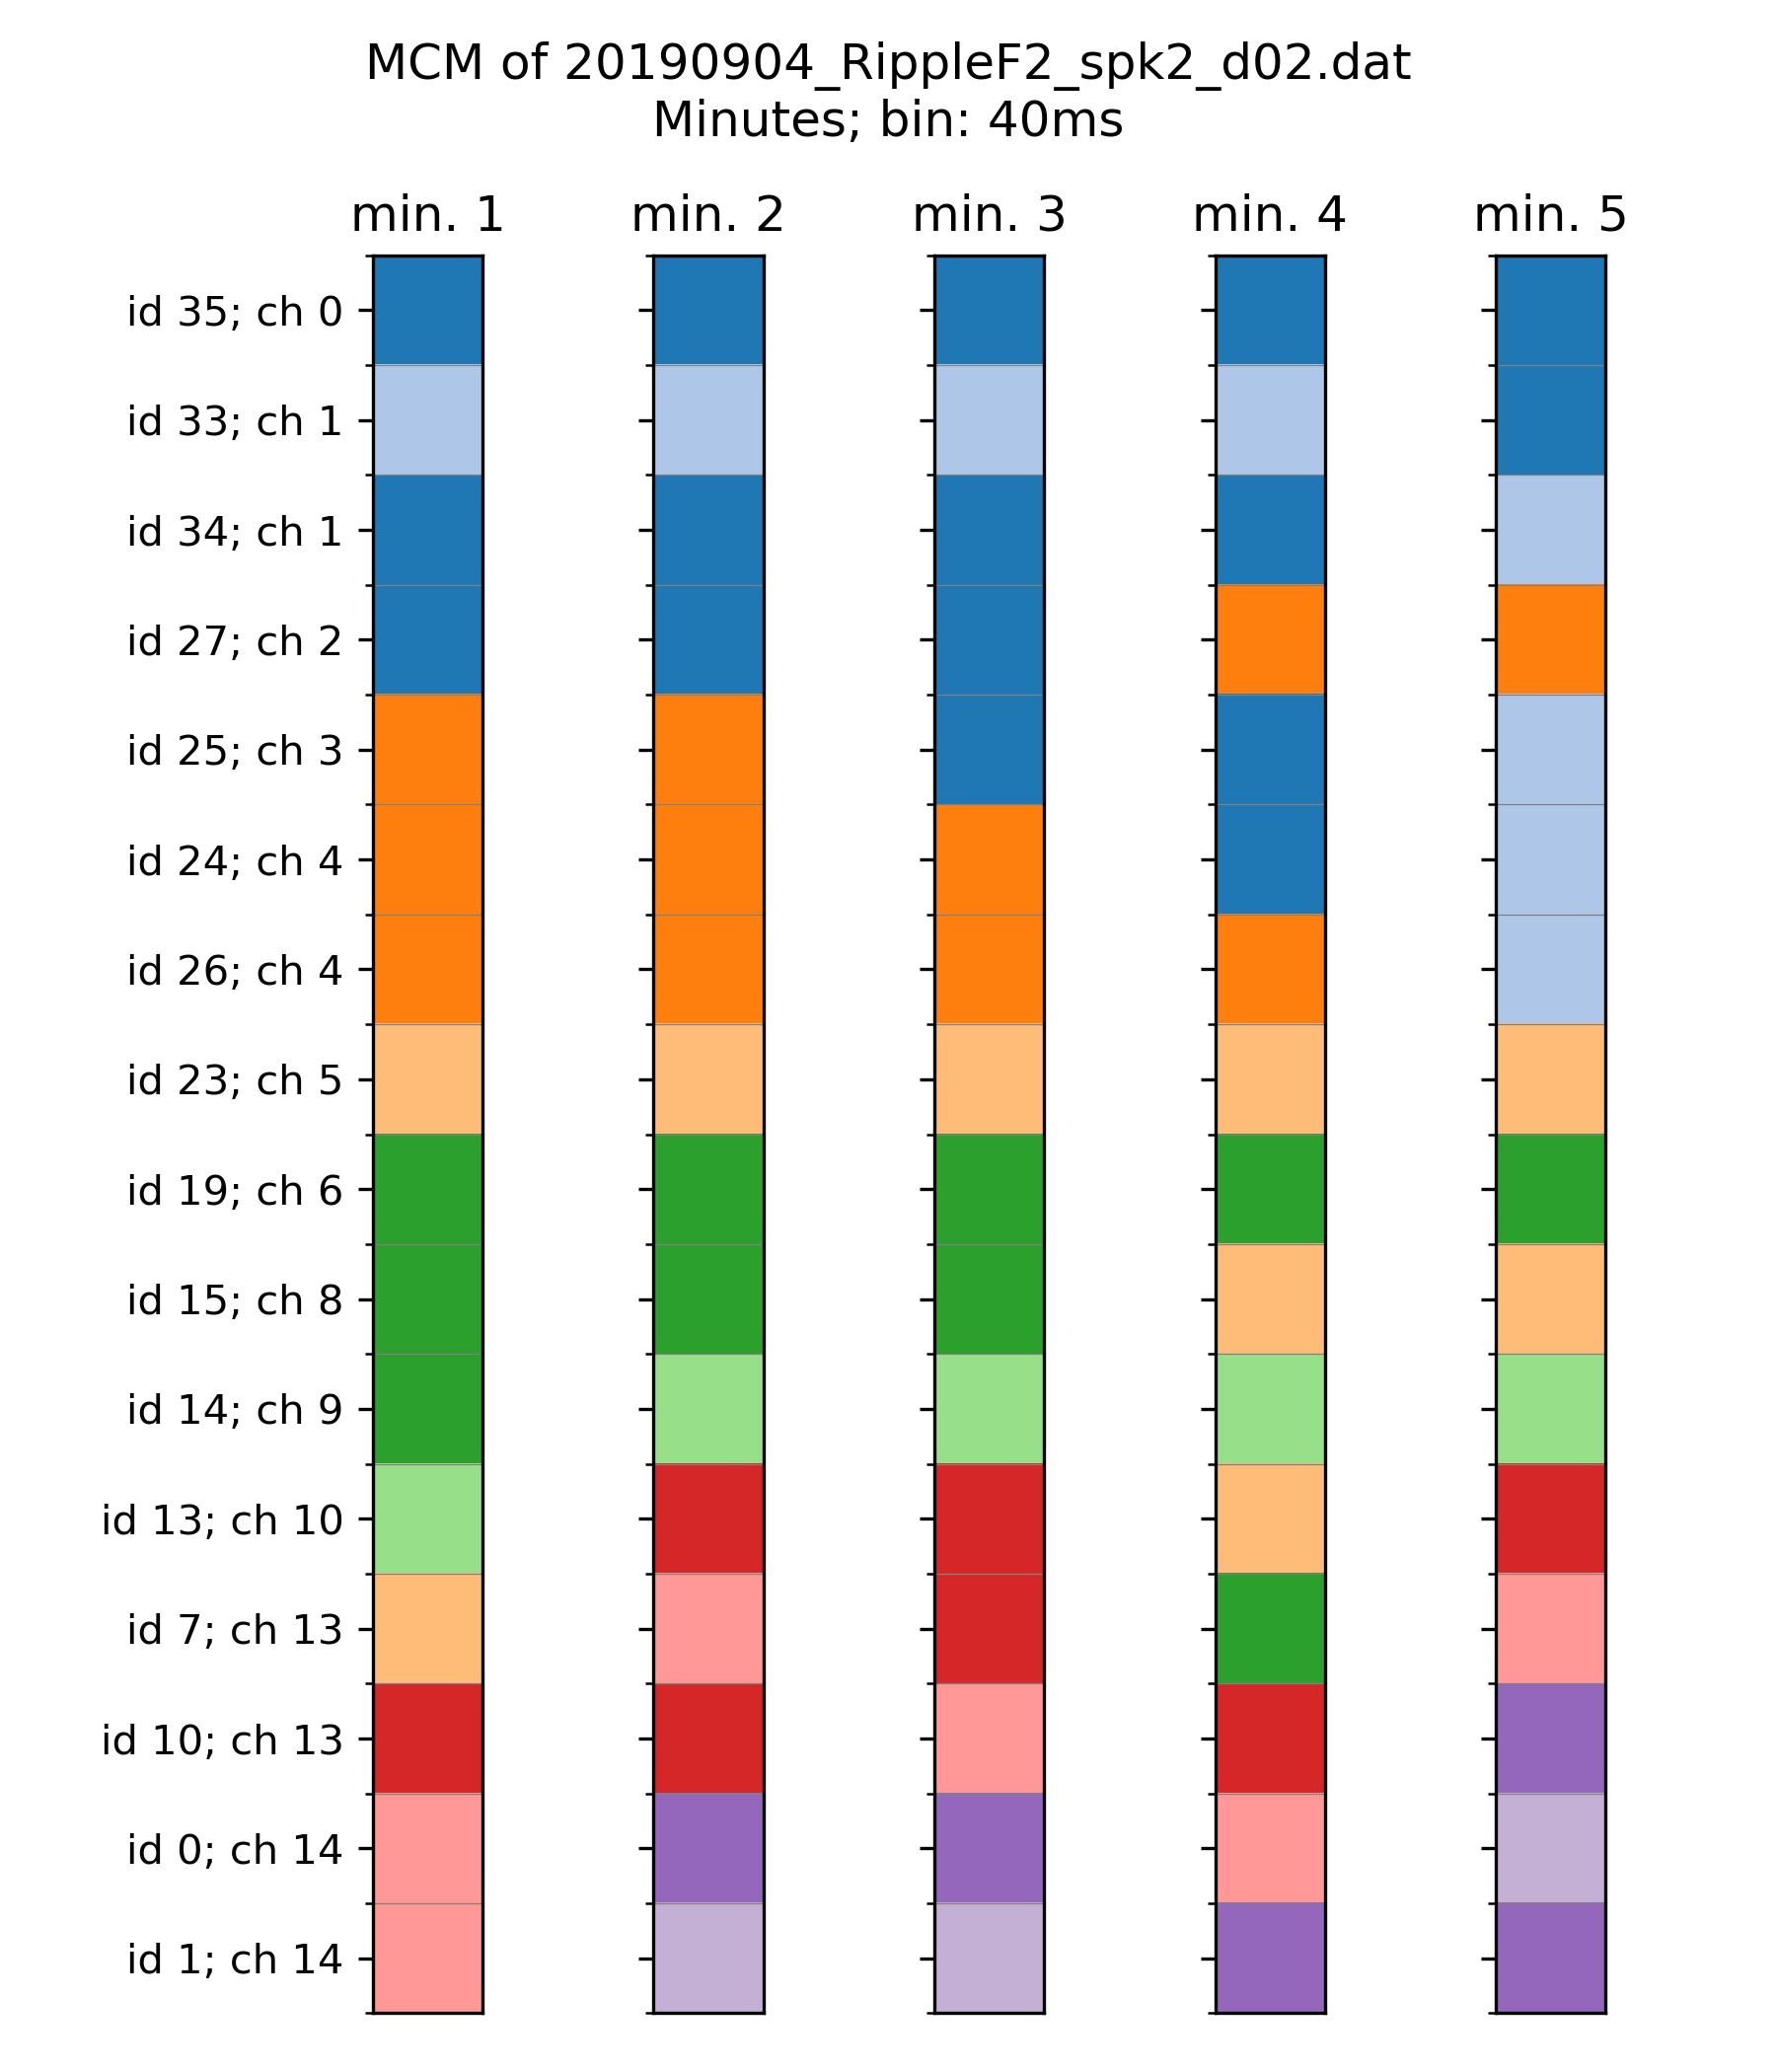 MCM of 20190904_RippleF2_spk2_d02.dat
Minutes; bin: 40ms
min. 1 min. 2 min. 3 min. 4 min. 5
id 35; ch 0
id 33; ch 1
id 34; ch 1
id 27; ch 2
id 25; ch 3
id 24; ch 4
id 26; ch 4
id 23; ch 5
id 19; ch 6
id 15; ch 8
id 14; ch 9
id 13; ch 10
id 7; ch 13
id 10; ch 13
id 0; ch 14
id 1; ch 14